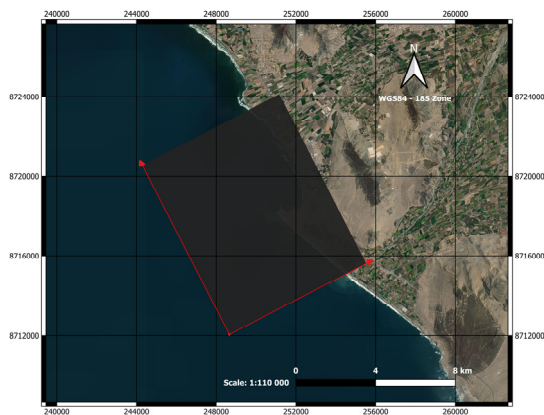 240000 244000 248000 252000 256000 260000
N
WGS84 - 18S Zone
8724000 8724000
8720000 8720000
8716000 8716000
8712000 8712000
0 4 8 km
Scale: 1:110 000
240000 244000 248000 252000 256000 260000